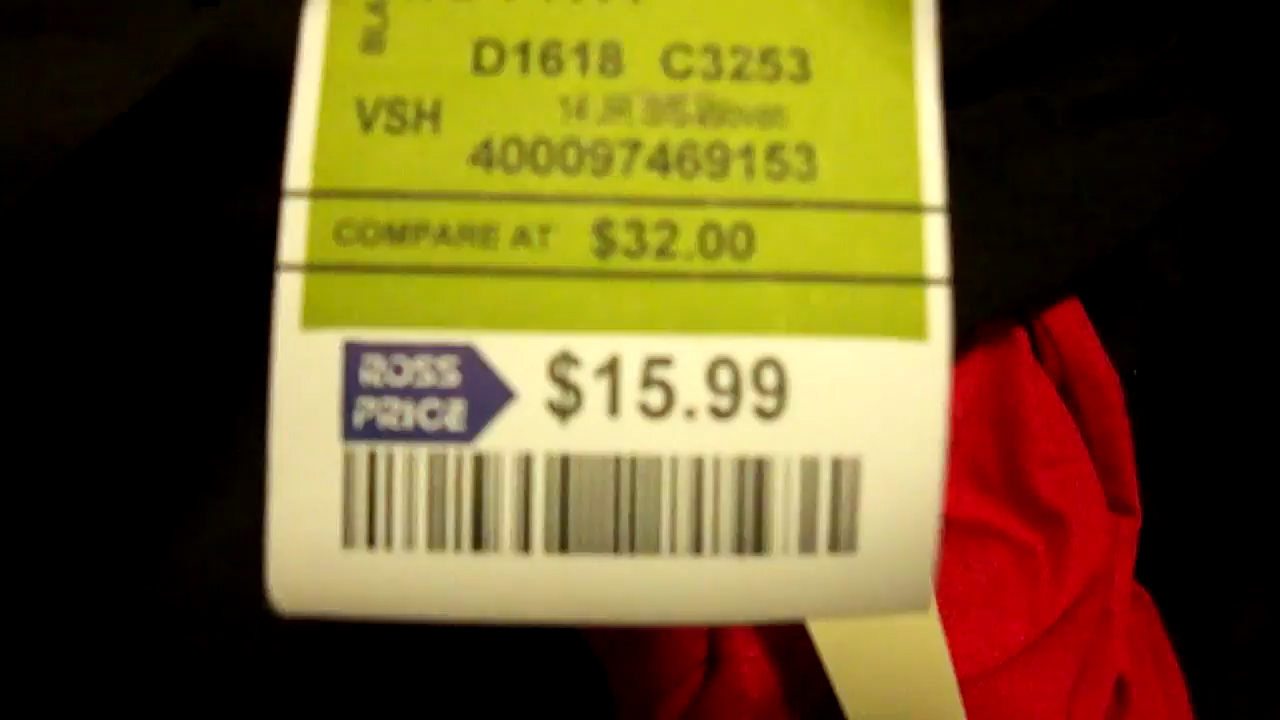 D1618 C3253
VSH
400097469153
COMPARE AT $32.00
ROSS PRICE $15.99